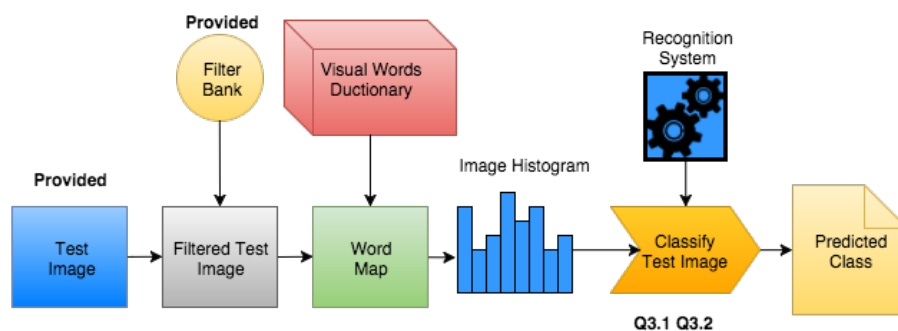 Provided
Filter
Bank
Visual Words
Ductionary
Recognition
System
Image Histogram
Provided
Test
Image
Filtered Test
Image
Word
Map
Classify
Test Image
Predicted
Class
Q3.1 Q3.2